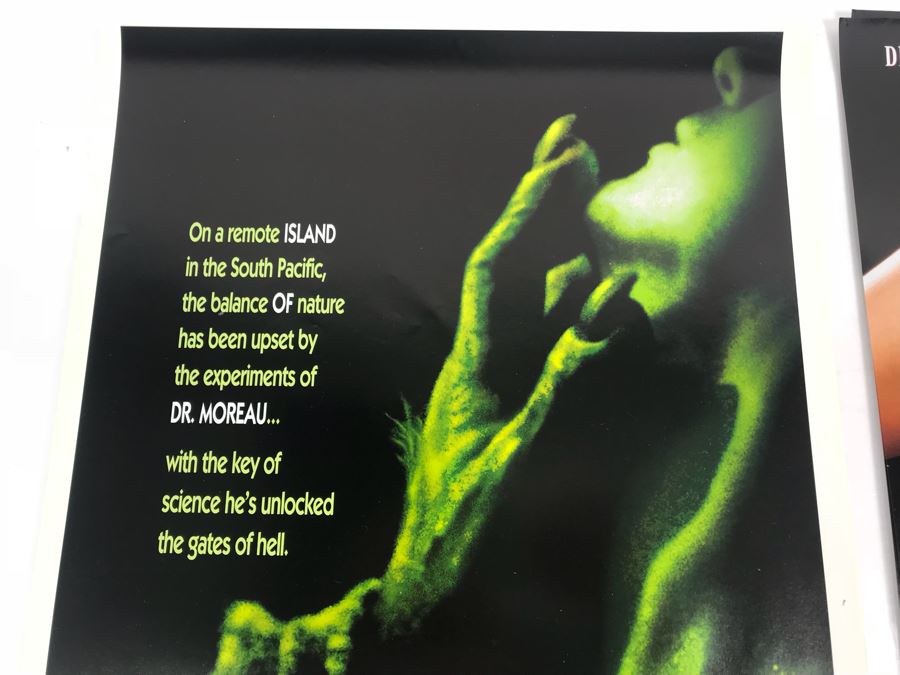 On a remote ISLAND
in the South Pacific,
the balance OF nature
has been upset by
the experiments of
DR. MOREAU...
with the key of
science he's unlocked
the gates of hell.